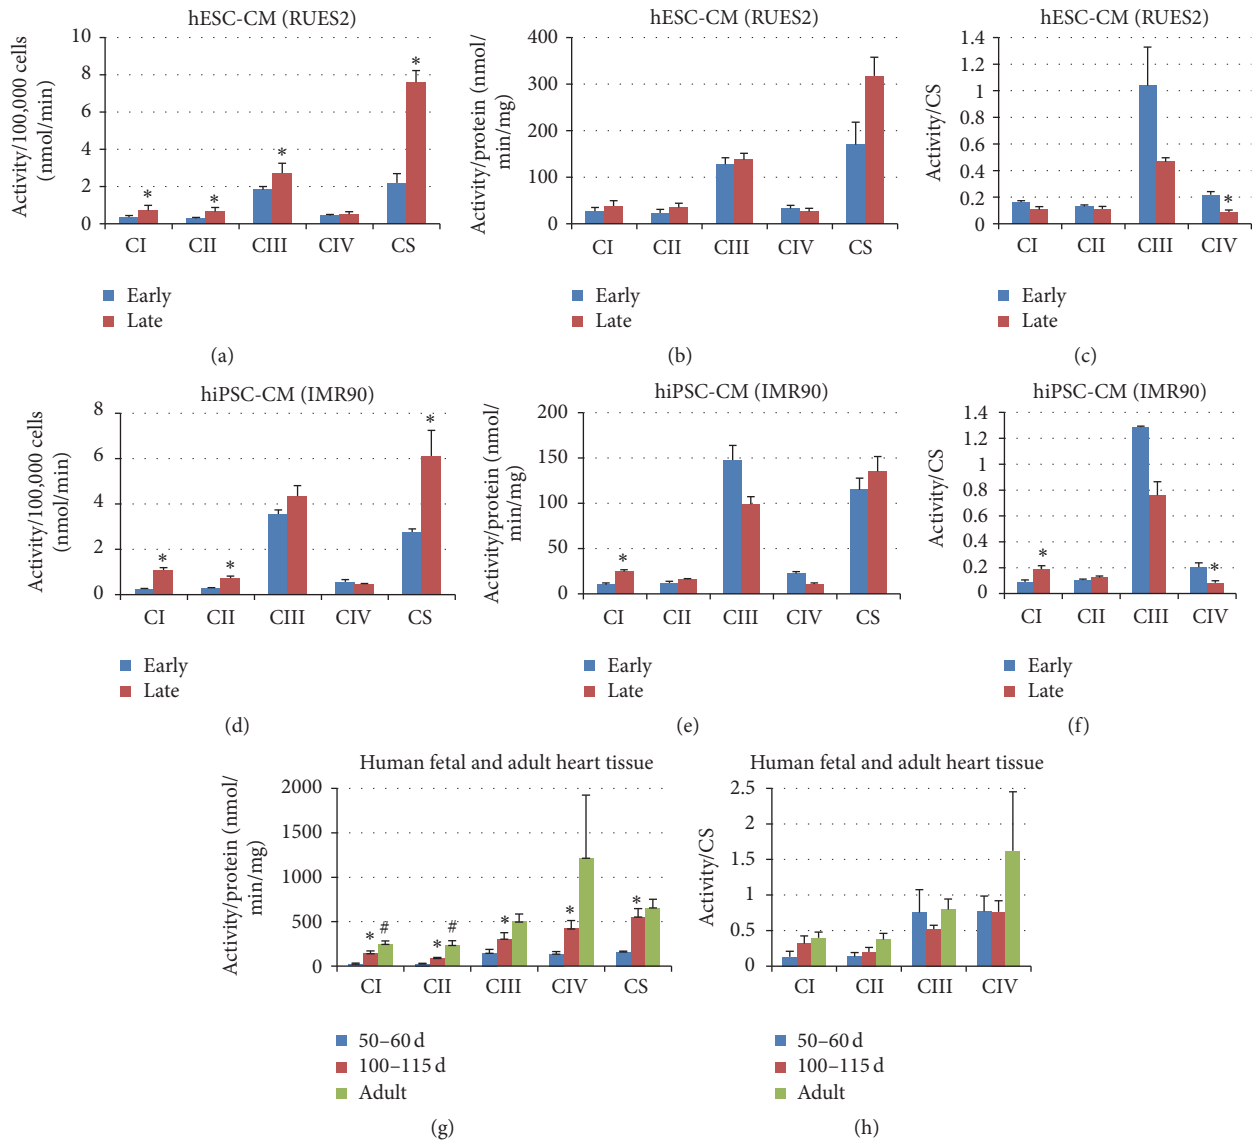 hESC-CM (RUES2)
Activity/100,000 cells
(nmol/min)
10
8
6
4
2
0
*
*
*
*
CI CII CIII CIV CS
Early
Late
(a)
hESC-CM (RUES2)
Activity/protein (nmol/
min/mg)
400
300
200
100
0
CI CII CIII CIV CS
Early
Late
(b)
hESC-CM (RUES2)
Activity/CS
1.4
1.2
1
0.8
0.6
0.4
0.2
0
*
CI CII CIII CIV
Early
Late
(c)
hiPSC-CM (IMR90)
Activity/100,000 cells
(nmol/min)
8
6
4
2
0
*
*
*
CI CII CIII CIV CS
Early
Late
(d)
hiPSC-CM (IMR90)
Activity/protein (nmol/
min/mg)
200
150
100
50
0
*
CI CII CIII CIV CS
Early
Late
(e)
hiPSC-CM (IMR90)
Activity/CS
1.4
1.2
1
0.8
0.6
0.4
0.2
0
*
*
CI CII CIII CIV
Early
Late
(f)
Human fetal and adult heart tissue
Activity/protein (nmol/
min/mg)
2000
1500
1000
500
0
* #
* #
*
*
*
CI CII CIII CIV CS
50–60 d
100–115 d
Adult
(g)
Human fetal and adult heart tissue
Activity/CS
2.5
2
1.5
1
0.5
0
CI CII CIII CIV
50–60 d
100–115 d
Adult
(h)